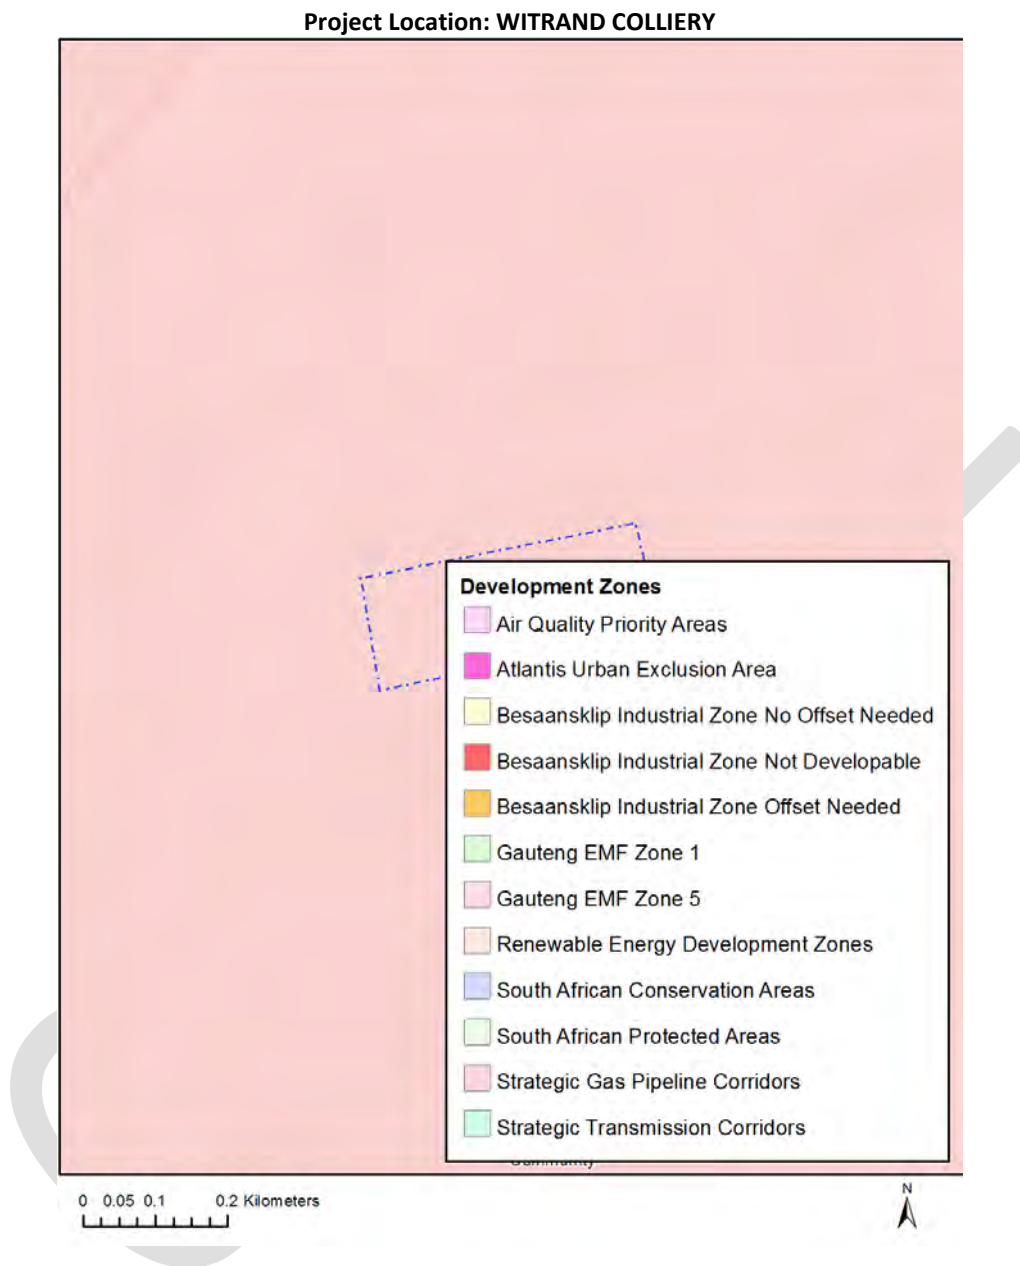 Project Location: WITRAND COLLIERY
Development Zones
Air Quality Priority Areas
Atlantis Urban Exclusion Area
Besaansklip Industrial Zone No Offset Needed
Besaansklip Industrial Zone Not Developable
Besaansklip Industrial Zone Offset Needed
Gauteng EMF Zone 1
Gauteng EMF Zone 5
Renewable Energy Development Zones
South African Conservation Areas
South African Protected Areas
Strategic Gas Pipeline Corridors
Strategic Transmission Corridors
0 0.05 0.1 0.2 Kilometers
N